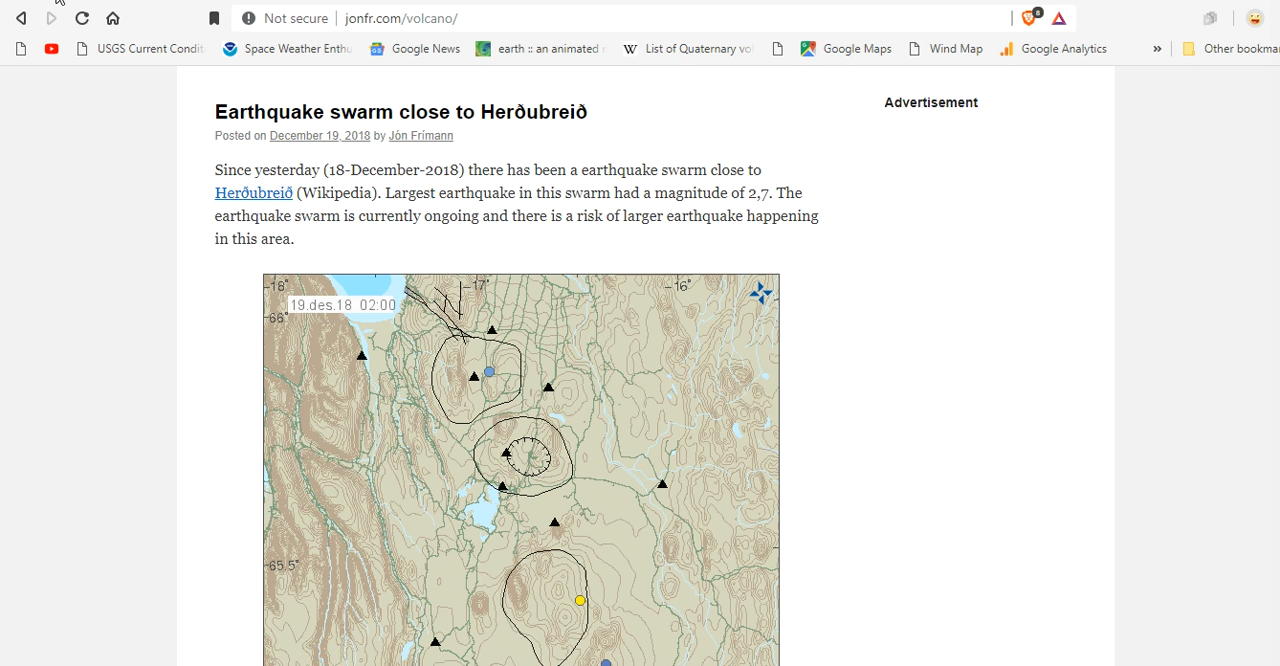 Not secure | jonfr.com/volcano/
8
USGS Current Condit
Space Weather Enthu
Google News
earth :: an animated
W List of Quaternary vo
Google Maps
Wind Map
Google Analytics
»
Other bookma
Earthquake swarm close to Herðubreið
Posted on December 19, 2018 by Jón Frímann
Advertisement
Since yesterday (18-December-2018) there has been a earthquake swarm close to
Herðubreið (Wikipedia). Largest earthquake in this swarm had a magnitude of 2,7. The
earthquake swarm is currently ongoing and there is a risk of larger earthquake happening
in this area.
-18°
-17°
-16°
19.des.18 02:00
-66°
-65.5°